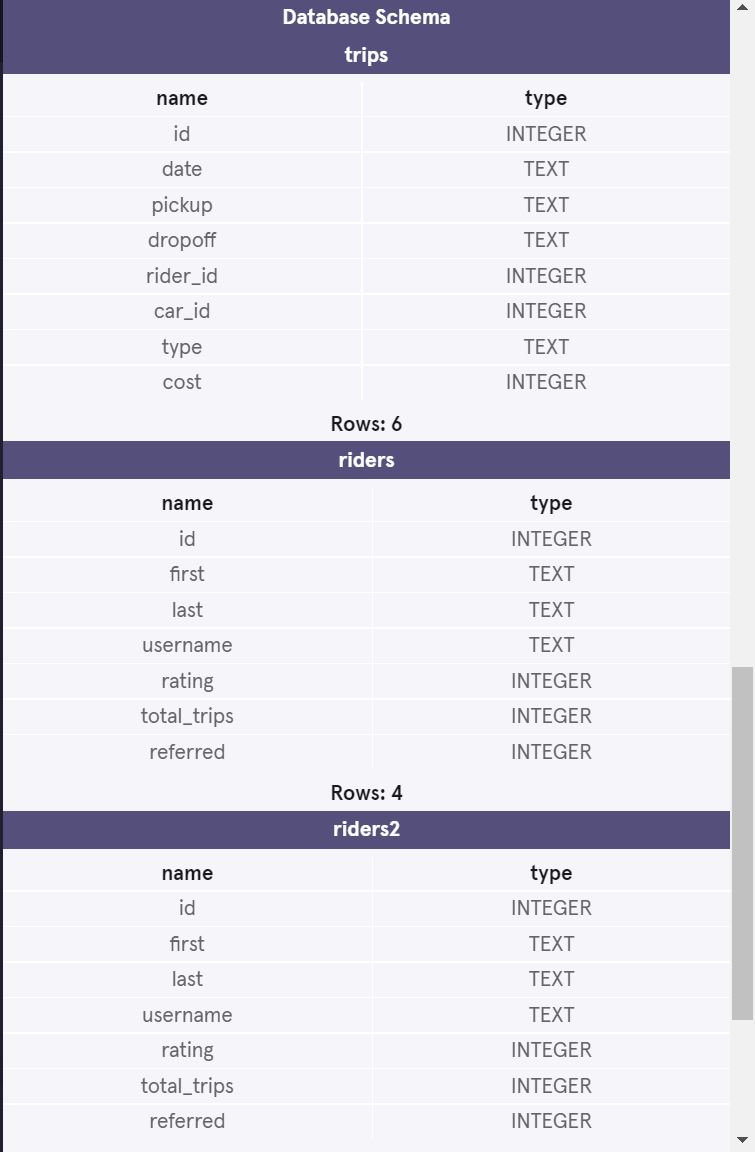 Database Schema
trips
name type
id INTEGER
date TEXT
pickup TEXT
dropoff TEXT
rider_id INTEGER
car_id INTEGER
type TEXT
cost INTEGER
Rows: 6
riders
name type
id INTEGER
first TEXT
last TEXT
username TEXT
rating INTEGER
total_trips INTEGER
referred INTEGER
Rows: 4
riders2
name type
id INTEGER
first TEXT
last TEXT
username TEXT
rating INTEGER
total_trips INTEGER
referred INTEGER